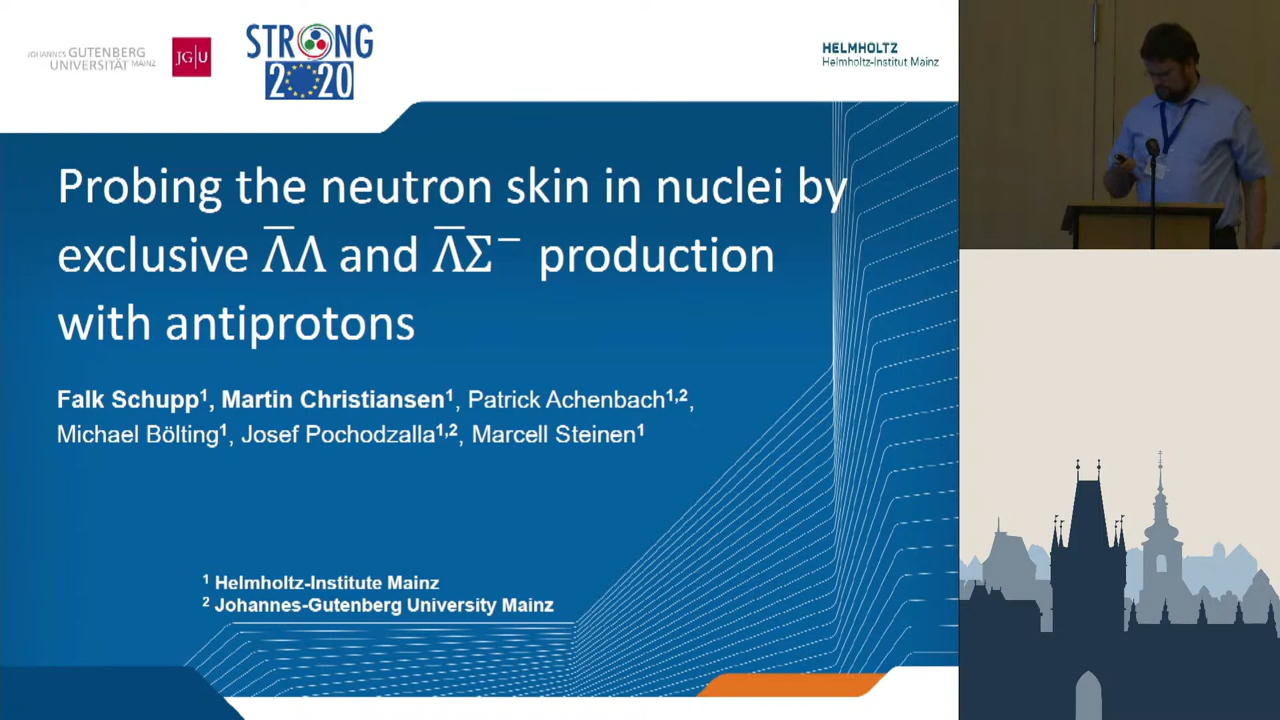 JOHANNES GUTENBERG
UNIVERSITÄT MAINZ
JG|U
STRONG
2020
HELMHOLTZ
Helmholtz-Institut Mainz
Probing the neutron skin in nuclei by
exclusive Λ̅Λ and Λ̅Σ⁻ production
with antiprotons
Falk Schupp¹, Martin Christiansen¹, Patrick Achenbach¹,²,
Michael Bölting¹, Josef Pochodzalla¹,², Marcell Steinen¹
¹ Helmholtz-Institute Mainz
² Johannes-Gutenberg University Mainz